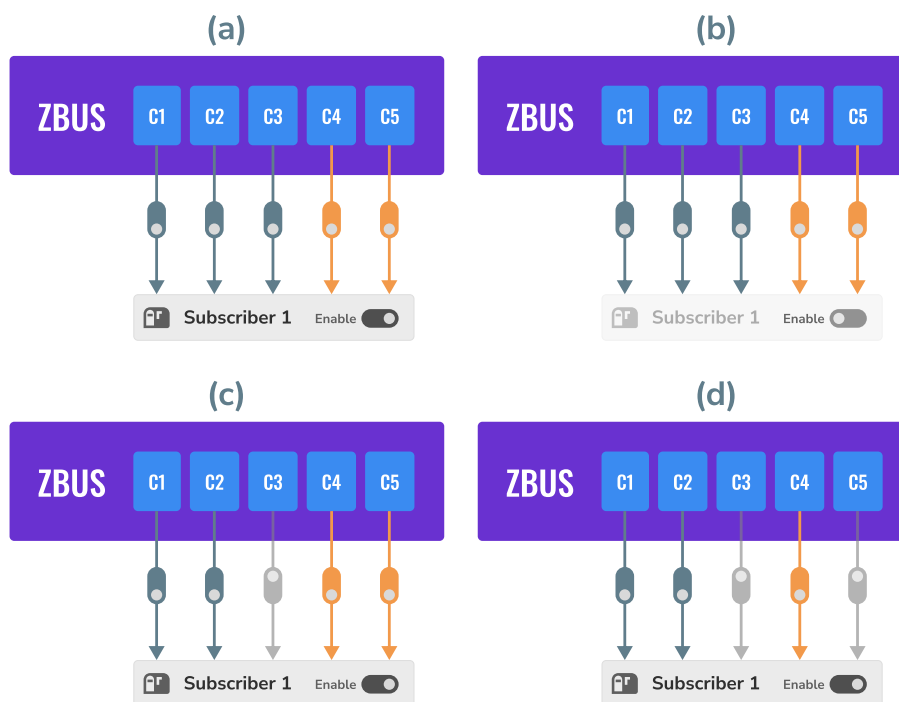 (a)
ZBUS C1 C2 C3 C4 C5
Subscriber 1 Enable
(b)
ZBUS C1 C2 C3 C4 C5
Subscriber 1 Enable
(c)
ZBUS C1 C2 C3 C4 C5
Subscriber 1 Enable
(d)
ZBUS C1 C2 C3 C4 C5
Subscriber 1 Enable